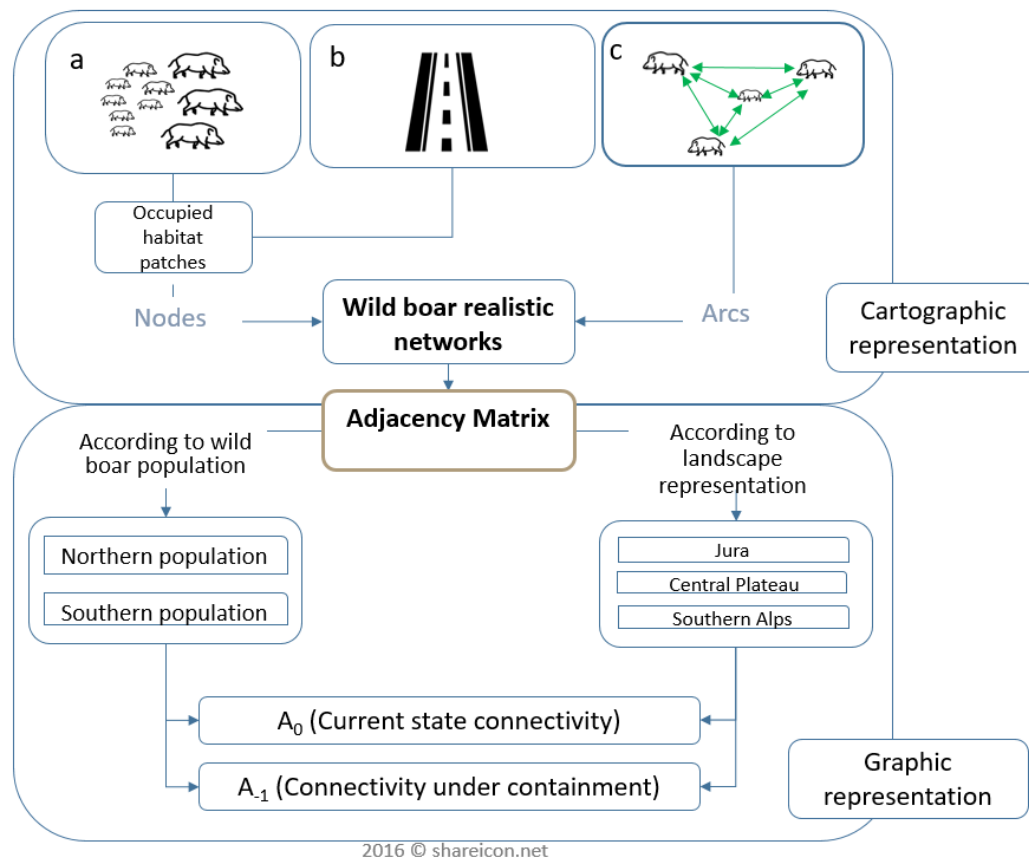 a
b
c
Occupied
habitat
patches
Nodes
Wild boar realistic
networks
Arcs
Cartographic
representation
Adjacency Matrix
According to wild
boar population
According to
landscape
representation
Northern population
Southern population
Jura
Central Plateau
Southern Alps
A0 (Current state connectivity)
A-1 (Connectivity under containment)
Graphic
representation
2016 © shareicon.net